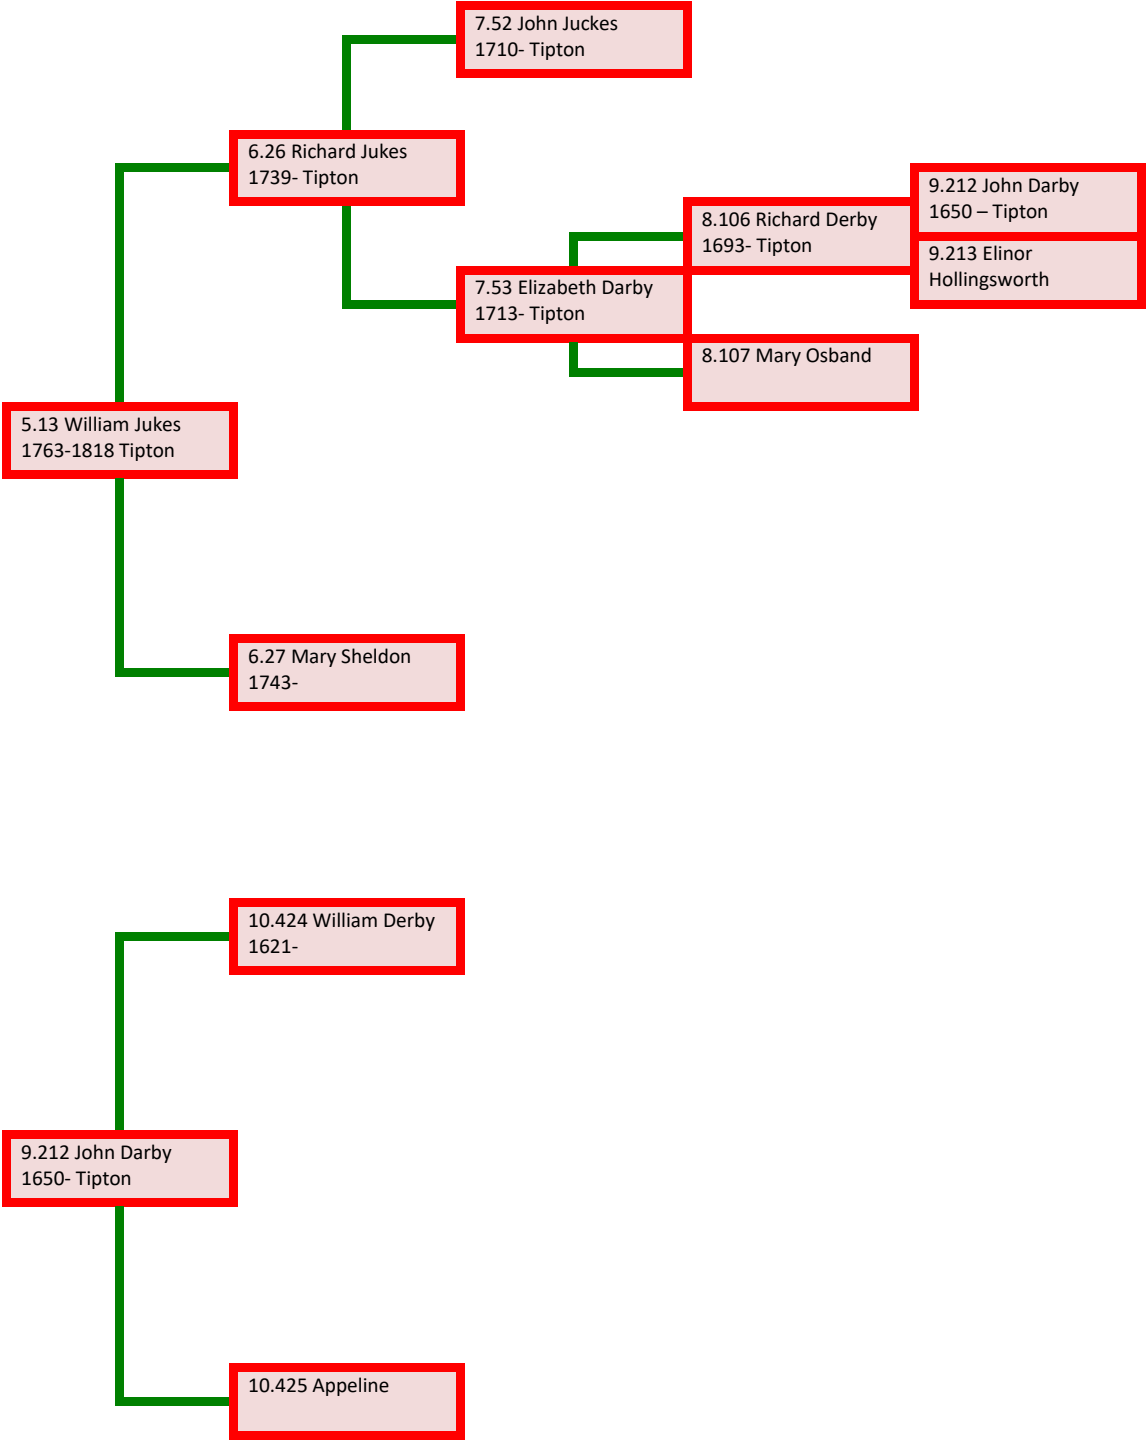 7.52 John Juckes
1710- Tipton
6.26 Richard Jukes
1739- Tipton
9.212 John Darby
1650 – Tipton
8.106 Richard Derby
1693- Tipton
9.213 Elinor
Hollingsworth
7.53 Elizabeth Darby
1713- Tipton
8.107 Mary Osband
5.13 William Jukes
1763-1818 Tipton
6.27 Mary Sheldon
1743-
10.424 William Derby
1621-
9.212 John Darby
1650- Tipton
10.425 Appeline